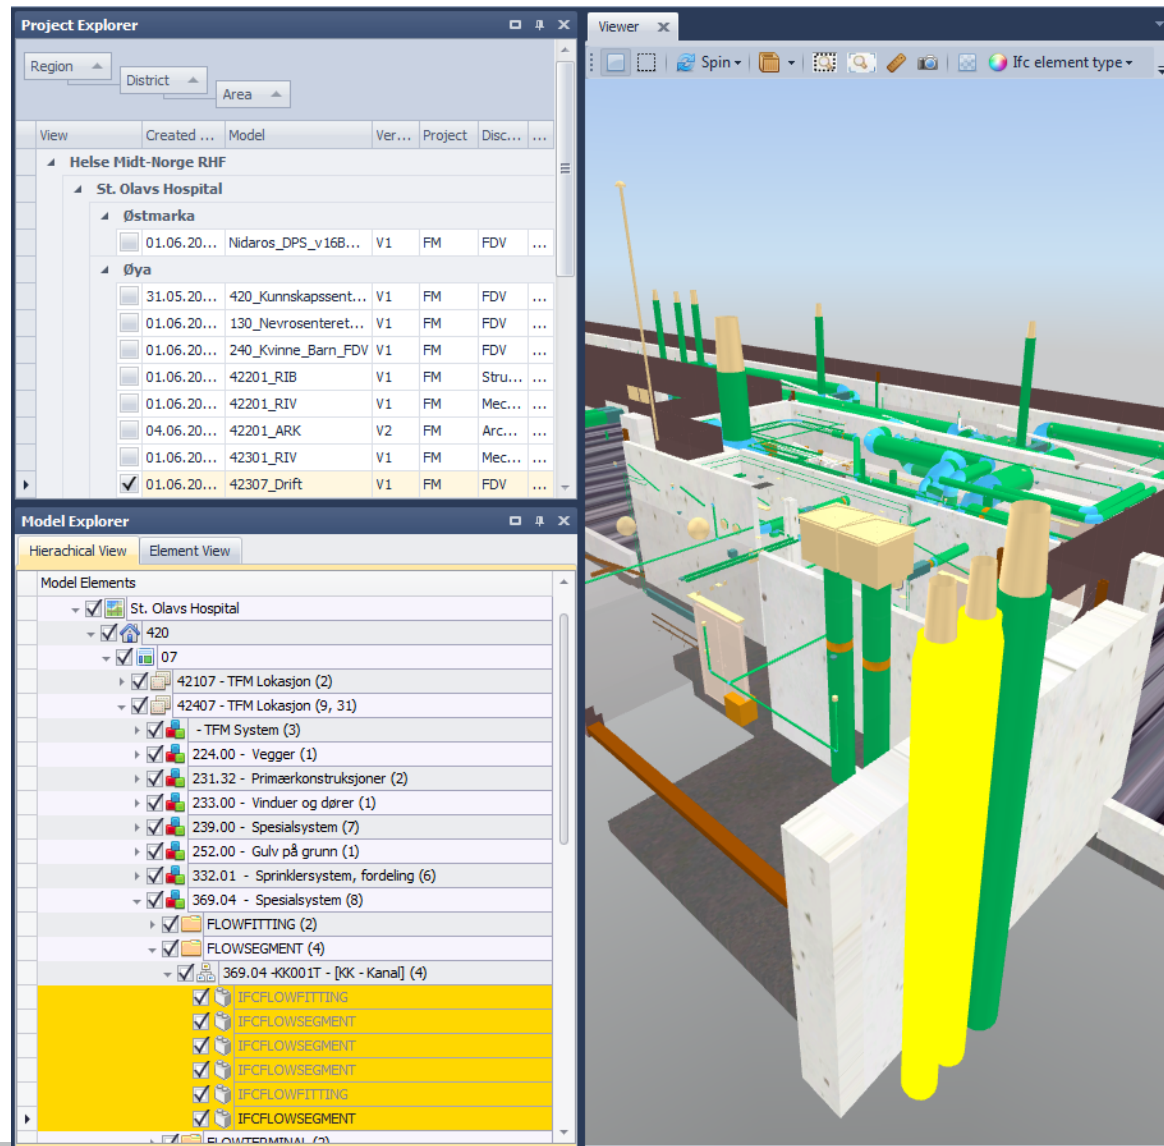 Project Explorer
Region
District
Area
View Created ... Model Ver... Project Disc... ...
Helse Midt-Norge RHF
St. Olavs Hospital
Østmarka
01.06.20... Nidaros_DPS_v16B... V1 FM FDV ...
Øya
31.05.20... 420_Kunnskapssent... V1 FM FDV ...
01.06.20... 130_Nevrosenteret... V1 FM FDV ...
01.06.20... 240_Kvinne_Barn_FDV V1 FM FDV ...
01.06.20... 42201_RIB V1 FM Stru... ...
01.06.20... 42201_RIV V1 FM Mec... ...
04.06.20... 42201_ARK V2 FM Arc... ...
01.06.20... 42301_RIV V1 FM Mec... ...
01.06.20... 42307_Drift V1 FM FDV ...
Model Explorer
Hierachical View Element View
Model Elements
St. Olavs Hospital
420
07
42107 - TFM Lokasjon (2)
42407 - TFM Lokasjon (9, 31)
- TFM System (3)
224.00 - Vegger (1)
231.32 - Primærkonstruksjoner (2)
233.00 - Vinduer og dører (1)
239.00 - Spesialsystem (7)
252.00 - Gulv på grunn (1)
332.01 - Sprinklersystem, fordeling (6)
369.04 - Spesialsystem (8)
FLOWFITTING (2)
FLOWSEGMENT (4)
369.04 -KK001T - [KK - Kanal] (4)
IFCFLOWFITTING
IFCFLOWSEGMENT
IFCFLOWSEGMENT
IFCFLOWSEGMENT
IFCFLOWFITTING
IFCFLOWSEGMENT
FLOWTERMINAL (2)
Viewer
Spin
Ifc element type